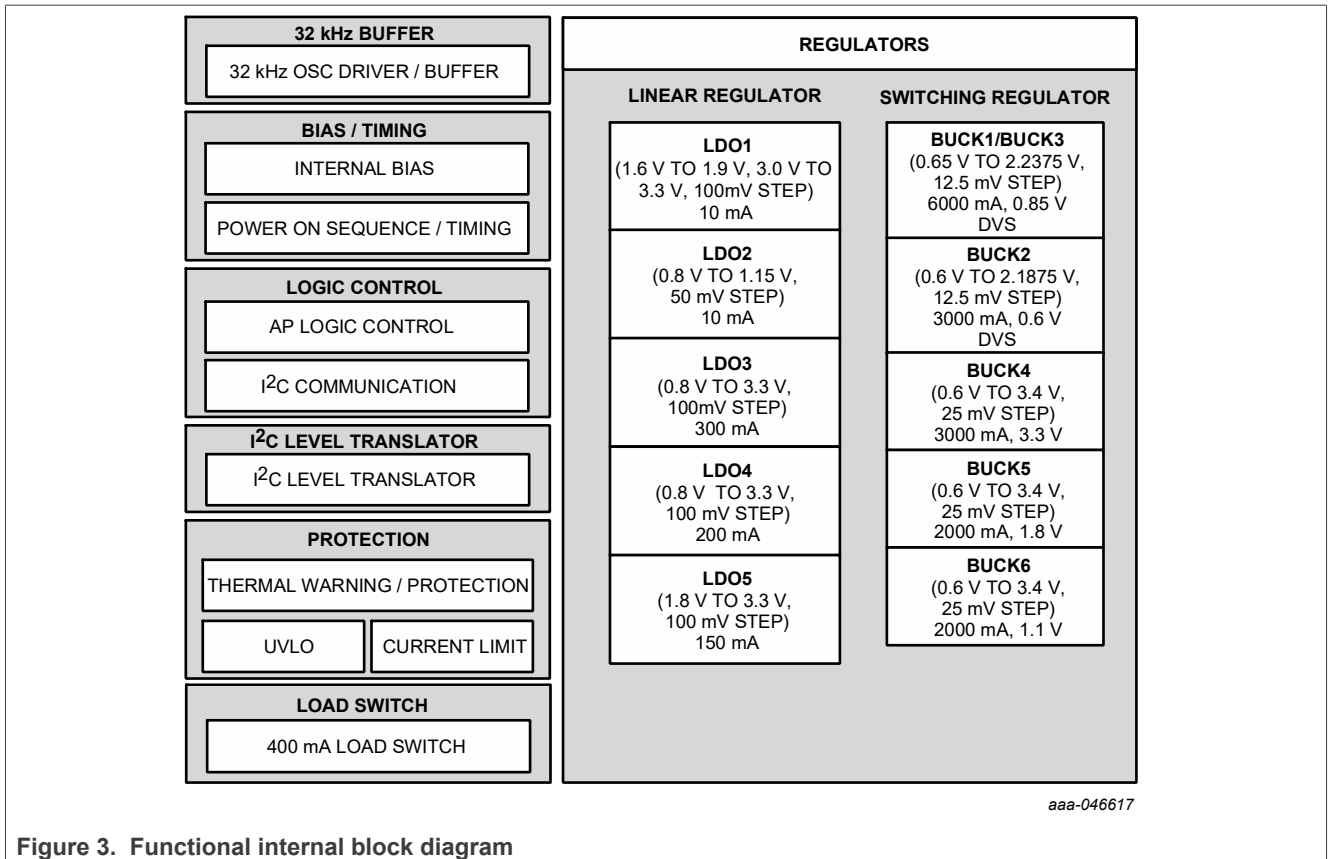 32 kHz BUFFER
32 kHz OSC DRIVER / BUFFER
BIAS / TIMING
INTERNAL BIAS
POWER ON SEQUENCE / TIMING
LOGIC CONTROL
AP LOGIC CONTROL
I2C COMMUNICATION
I2C LEVEL TRANSLATOR
I2C LEVEL TRANSLATOR
PROTECTION
THERMAL WARNING / PROTECTION
UVLO
CURRENT LIMIT
LOAD SWITCH
400 mA LOAD SWITCH
REGULATORS
LINEAR REGULATOR
LDO1
(1.6 V TO 1.9 V, 3.0 V TO
3.3 V, 100mV STEP)
10 mA
LDO2
(0.8 V TO 1.15 V,
50 mV STEP)
10 mA
LDO3
(0.8 V TO 3.3 V,
100mV STEP)
300 mA
LDO4
(0.8 V TO 3.3 V,
100 mV STEP)
200 mA
LDO5
(1.8 V TO 3.3 V,
100 mV STEP)
150 mA
SWITCHING REGULATOR
BUCK1/BUCK3
(0.65 V TO 2.2375 V,
12.5 mV STEP)
6000 mA, 0.85 V
DVS
BUCK2
(0.6 V TO 2.1875 V,
12.5 mV STEP)
3000 mA, 0.6 V
DVS
BUCK4
(0.6 V TO 3.4 V,
25 mV STEP)
3000 mA, 3.3 V
BUCK5
(0.6 V TO 3.4 V,
25 mV STEP)
2000 mA, 1.8 V
BUCK6
(0.6 V TO 3.4 V,
25 mV STEP)
2000 mA, 1.1 V
aaa-046617
Figure 3. Functional internal block diagram